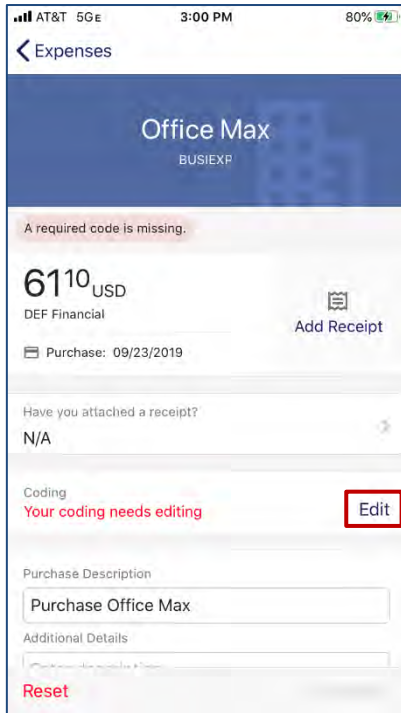 AT&T 5GE 3:00 PM 80%
Expenses
Office Max
BUSIEXP
A required code is missing.
6110 USD
DEF Financial
Add Receipt
Purchase: 09/23/2019
Have you attached a receipt?
N/A
Coding
Your coding needs editing
Edit
Purchase Description
Purchase Office Max
Additional Details
Reset